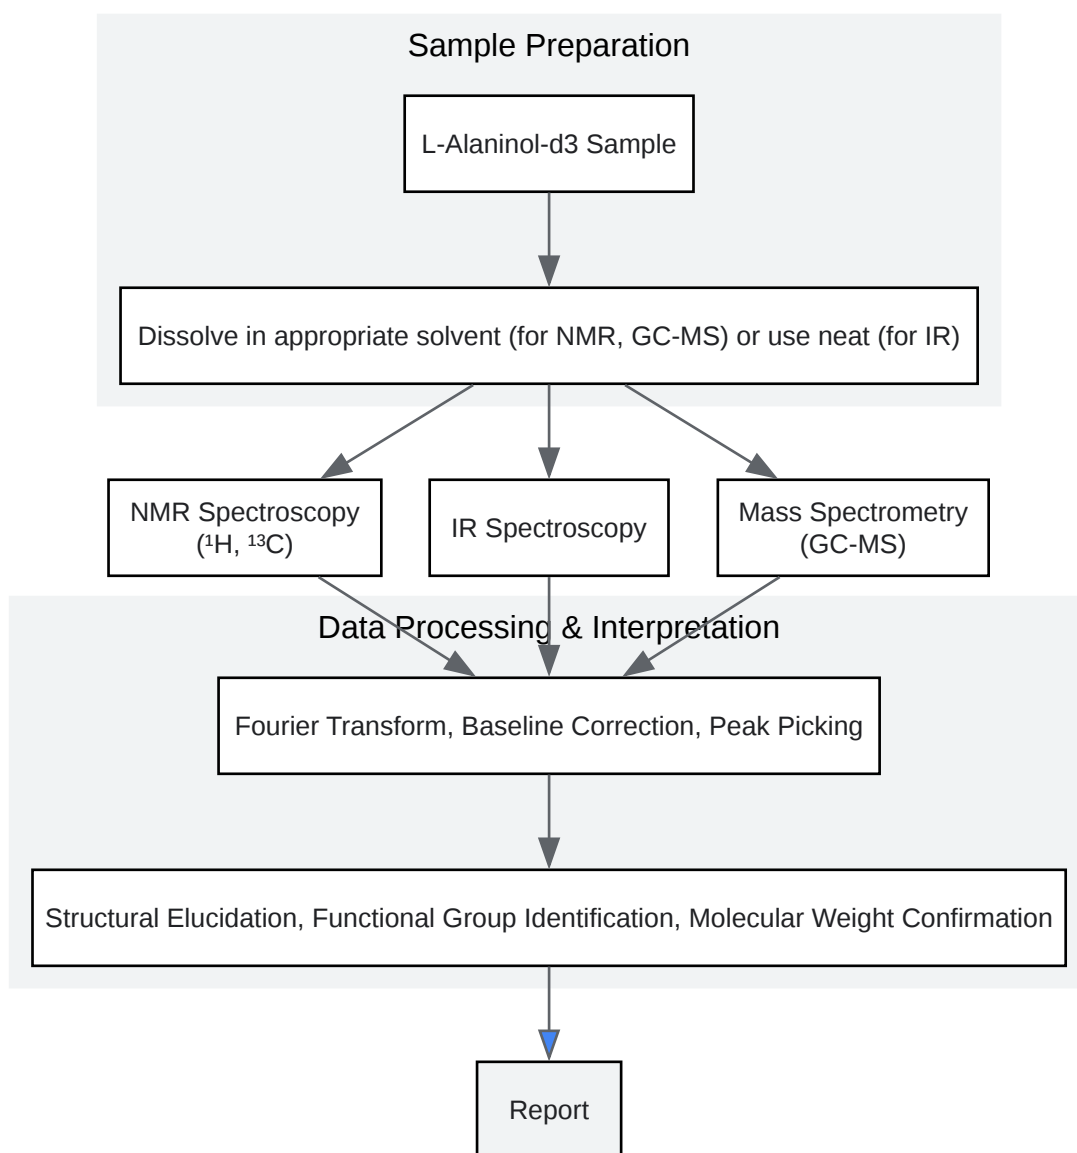 Sample Preparation
L-Alaninol-d3 Sample
Dissolve in appropriate solvent (for NMR, GC-MS) or use neat (for IR)
NMR Spectroscopy
(¹H, ¹³C)
IR Spectroscopy
Mass Spectrometry
(GC-MS)
Data Processing & Interpretation
Fourier Transform, Baseline Correction, Peak Picking
Structural Elucidation, Functional Group Identification, Molecular Weight Confirmation
Report